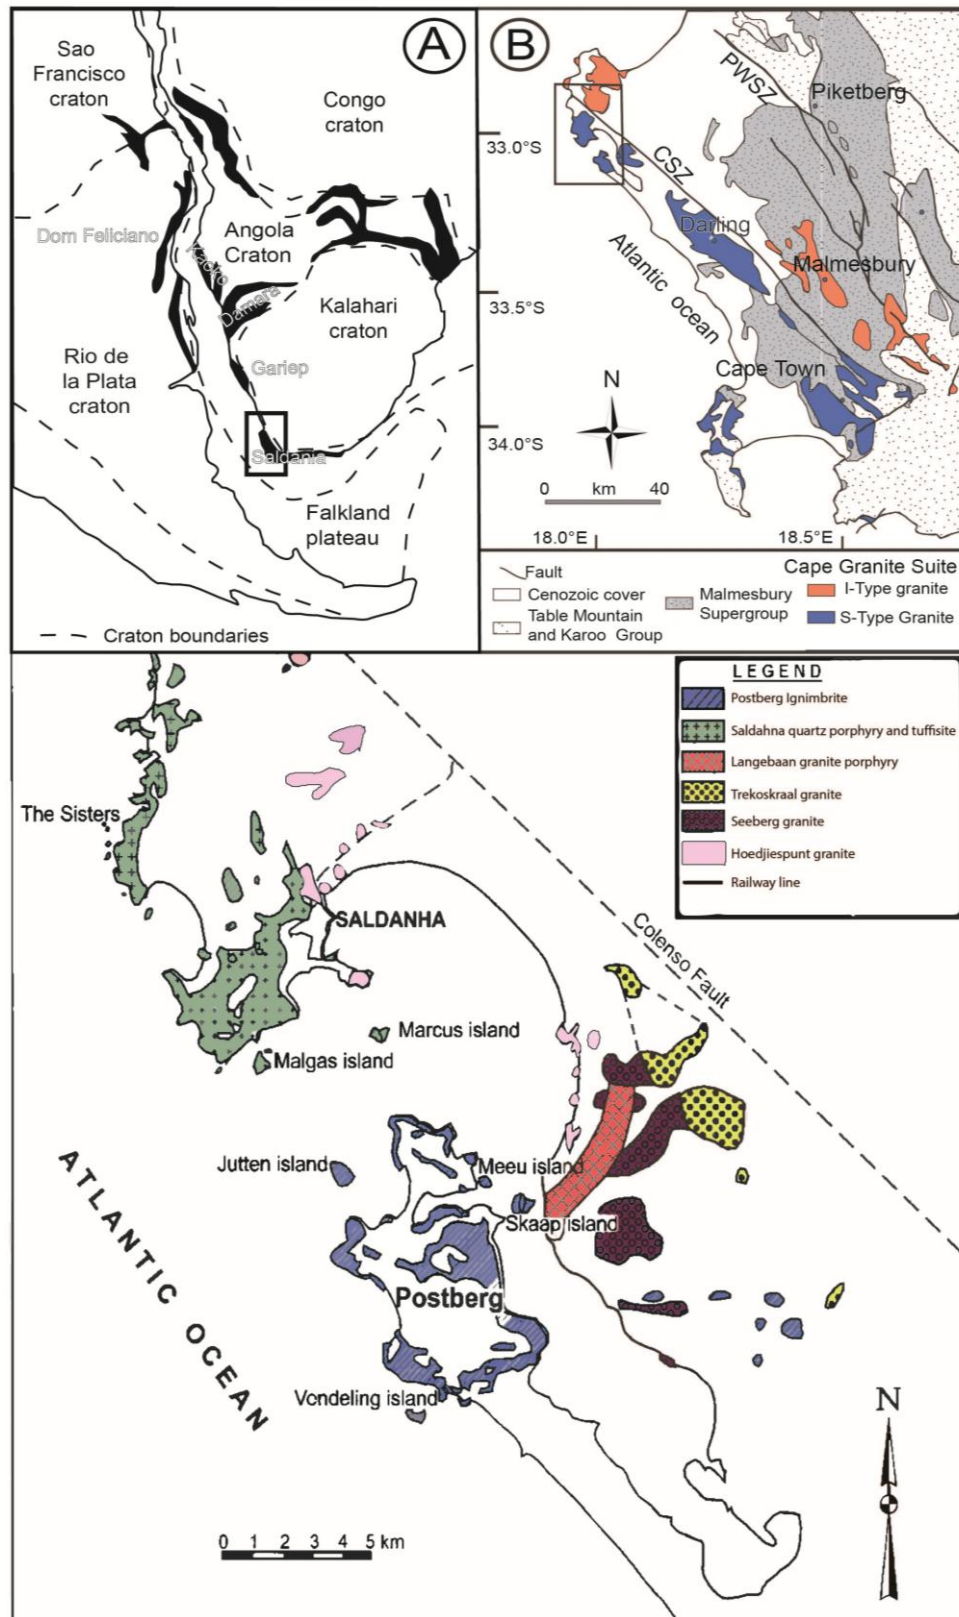 A
Sao
Francisco
craton
Congo
craton
Dom Feliciano
Angola
Craton
Kaoko
Damara
Kalahari
craton
Rio de
la Plata
craton
Gariep
Saldania
Falkland
plateau
Craton boundaries
B
PWSZ
Piketberg
33.0°S
CSZ
Darling
Malmesbury
Atlantic ocean
33.5°S
Cape Town
N
34.0°S
0 km 40
18.0°E
18.5°E
Cape Granite Suite
Fault
Cenozoic cover
Table Mountain
and Karoo Group
Malmesbury
Supergroup
I-Type granite
S-Type Granite
LEGEND
Postberg Ignimbrite
Saldahna quartz porphyry and tuffisite
Langebaan granite porphyry
Trekoskraal granite
Seeberg granite
Hoedjiespunt granite
Railway line
The Sisters
SALDANHA
Colenso Fault
Marcus island
Malgas island
Jutten island
Meeu island
Skaap island
Postberg
Vondeling island
ATLANTIC OCEAN
N
0 1 2 3 4 5 km